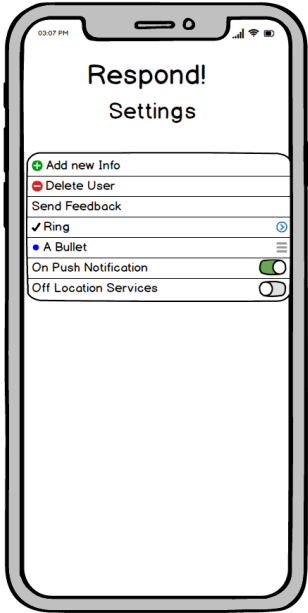 03:07 PM
Respond!
Settings
Add new Info
Delete User
Send Feedback
Ring
A Bullet
On Push Notification
Off Location Services